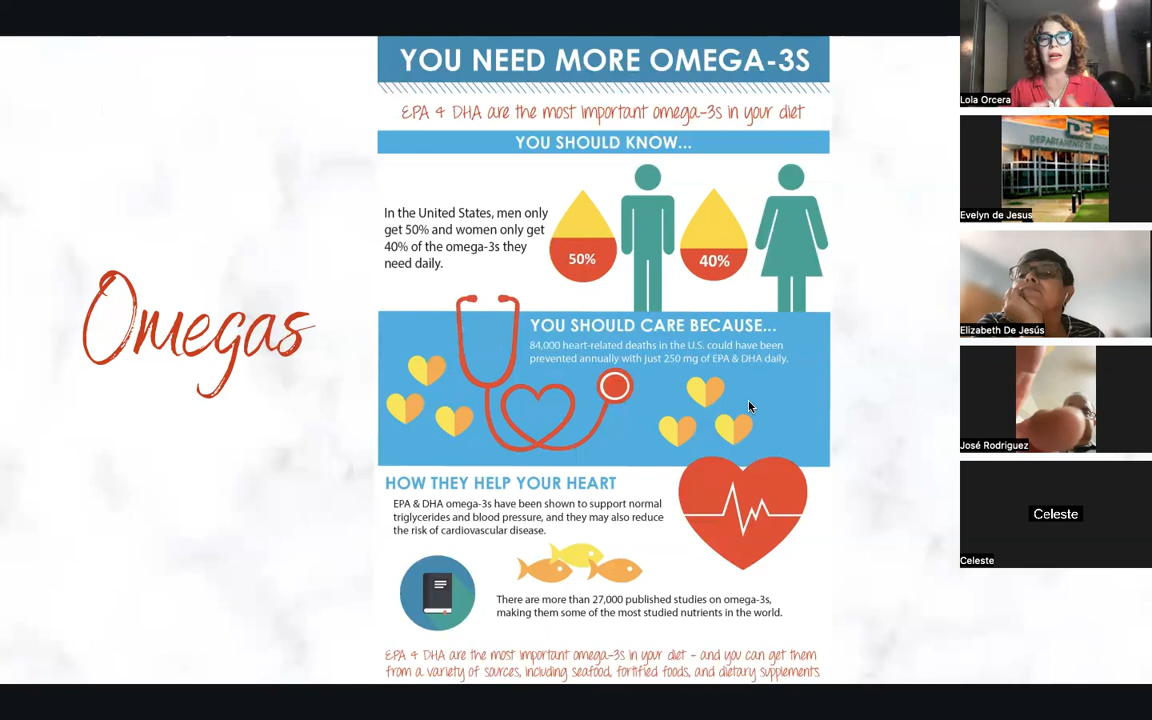 YOU NEED MORE OMEGA-3S
EPA & DHA are the most important omega-3s in your diet
YOU SHOULD KNOW...
In the United States, men only
get 50% and women only get
40% of the omega-3s they
need daily.
50%
40%
Omegas
YOU SHOULD CARE BECAUSE...
84,000 heart-related deaths in the U.S. could have been
prevented annually with just 250 mg of EPA & DHA daily.
HOW THEY HELP YOUR HEART
EPA & DHA omega-3s have been shown to support normal
triglycerides and blood pressure, and they may also reduce
the risk of cardiovascular disease.
There are more than 27,000 published studies on omega-3s,
making them some of the most studied nutrients in the world.
EPA & DHA are the most important omega-3s in your diet - and you can get them
from a variety of sources, including seafood, fortified foods, and dietary supplements
Lola Orcera
DE
DEPARTAMENTO DE
Evelyn de Jesus
Elizabeth De Jesús
José Rodriguez
Celeste
Celeste